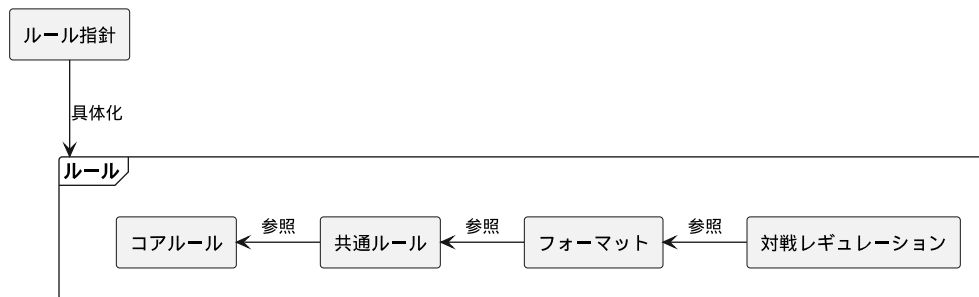 ルール指針
具体化
ルール
コアルール
参照
共通ルール
参照
フォーマット
参照
対戦レギュレーション